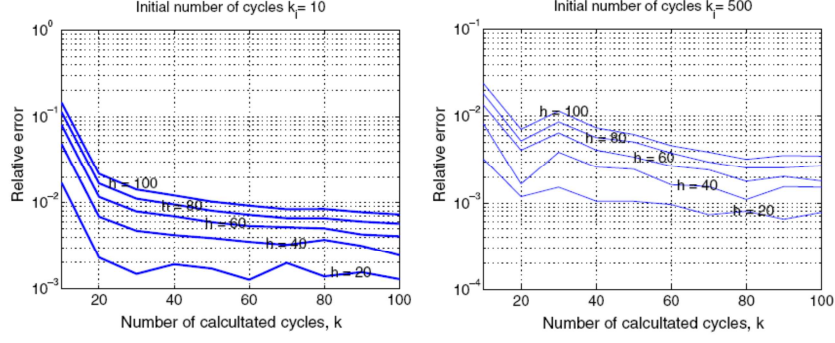 Initial number of cycles k_i= 10
10^0
10^-1
10^-2
10^-3
Relative error
h = 100
h = 80
h = 60
h = 40
h = 20
20
40
60
80
100
Number of calcultated cycles, k
Initial number of cycles k_i= 500
10^-1
10^-2
10^-3
10^-4
Relative error
h = 100
h = 80
h = 60
h = 40
h = 20
20
40
60
80
100
Number of calcultated cycles, k